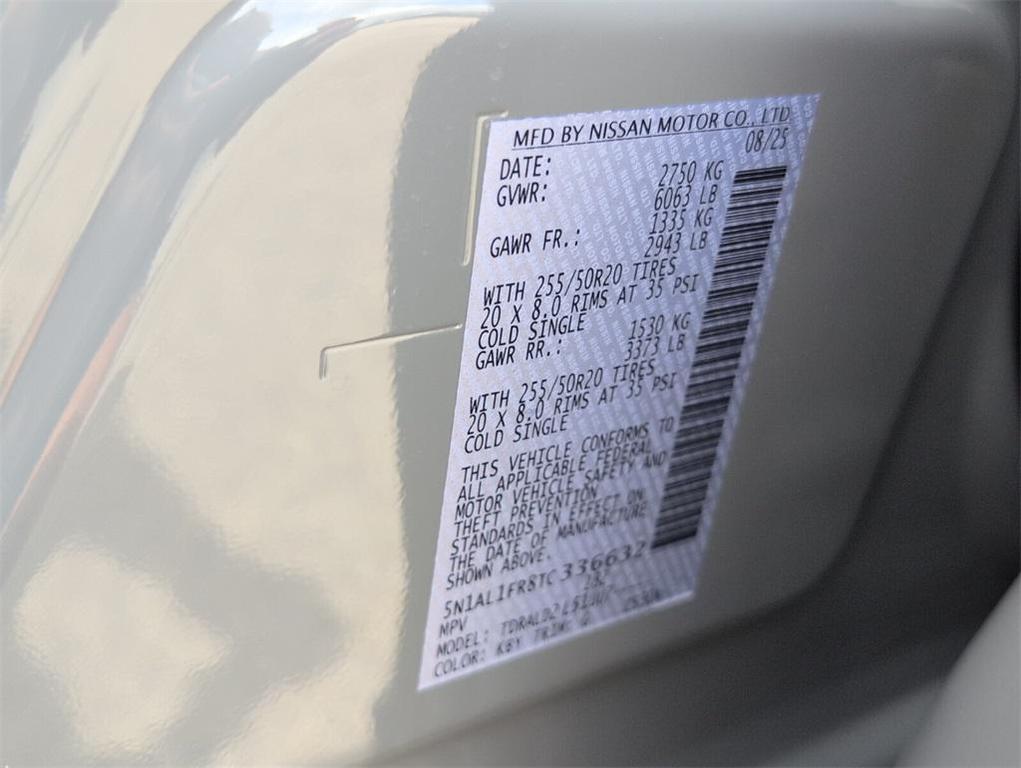 MFD BY NISSAN MOTOR CO., LTD
DATE: 08/25
GVWR: 2750 KG
6063 LB
GAWR FR.: 1335 KG
2943 LB
WITH 255/50R20 TIRES
20 X 8.0 RIMS AT 35 PSI
COLD SINGLE
GAWR RR.: 1530 KG
3373 LB
WITH 255/50R20 TIRES
20 X 8.0 RIMS AT 35 PSI
COLD SINGLE
THIS VEHICLE CONFORMS TO
ALL APPLICABLE FEDERAL
MOTOR VEHICLE SAFETY AND
THEFT PREVENTION
STANDARDS IN EFFECT ON
THE DATE OF MANUFACTURE
SHOWN ABOVE.
5N1AL1FR8TC336632
MPV
MODEL:
COLOR: KBY TRIM: